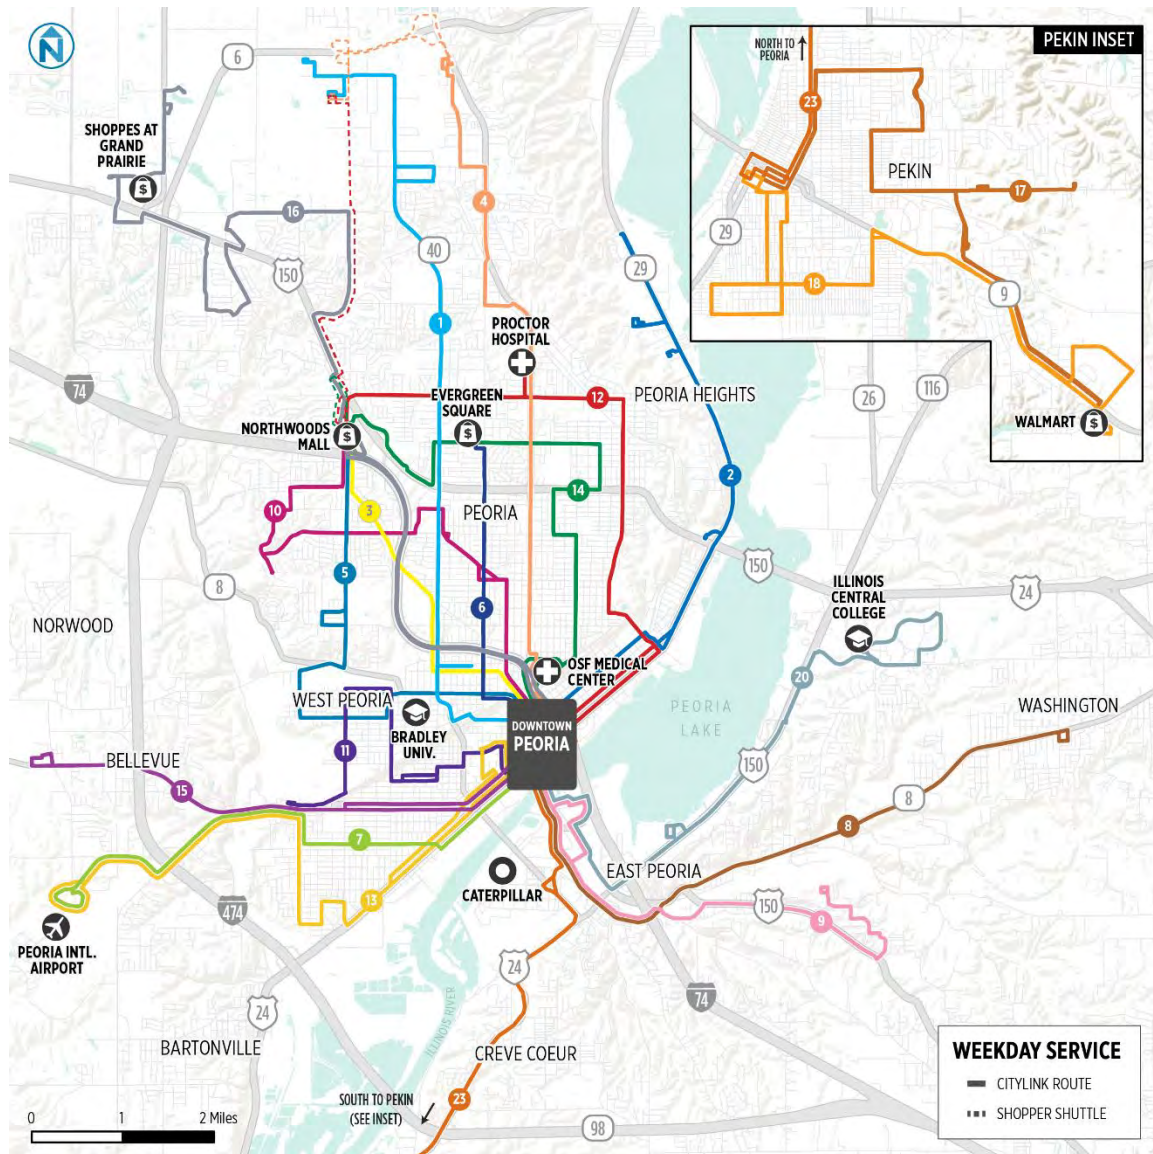 N
6
NORTH TO
PEORIA
PEKIN INSET
23
SHOPPES AT
GRAND
PRAIRIE
PEKIN
17
4
16
29
40
29
150
18
9
1
PROCTOR
HOSPITAL
74
12
PEORIA HEIGHTS
26
116
EVERGREEN
SQUARE
NORTHWOODS
MALL
WALMART
2
14
10
3
PEORIA
5
150
ILLINOIS
CENTRAL
COLLEGE
8
24
6
NORWOOD
OSF MEDICAL
CENTER
20
WEST PEORIA
PEORIA
LAKE
WASHINGTON
BRADLEY
UNIV.
DOWNTOWN
PEORIA
11
BELLEVUE
150
15
8
8
7
EAST PEORIA
CATERPILLAR
13
474
150
9
PEORIA INTL.
AIRPORT
24
74
24
ILLINOIS RIVER
BARTONVILLE
CREVE COEUR
WEEKDAY SERVICE
CITYLINK ROUTE
SHOPPER SHUTTLE
SOUTH TO PEKIN
(SEE INSET)
23
98
0 1 2 Miles